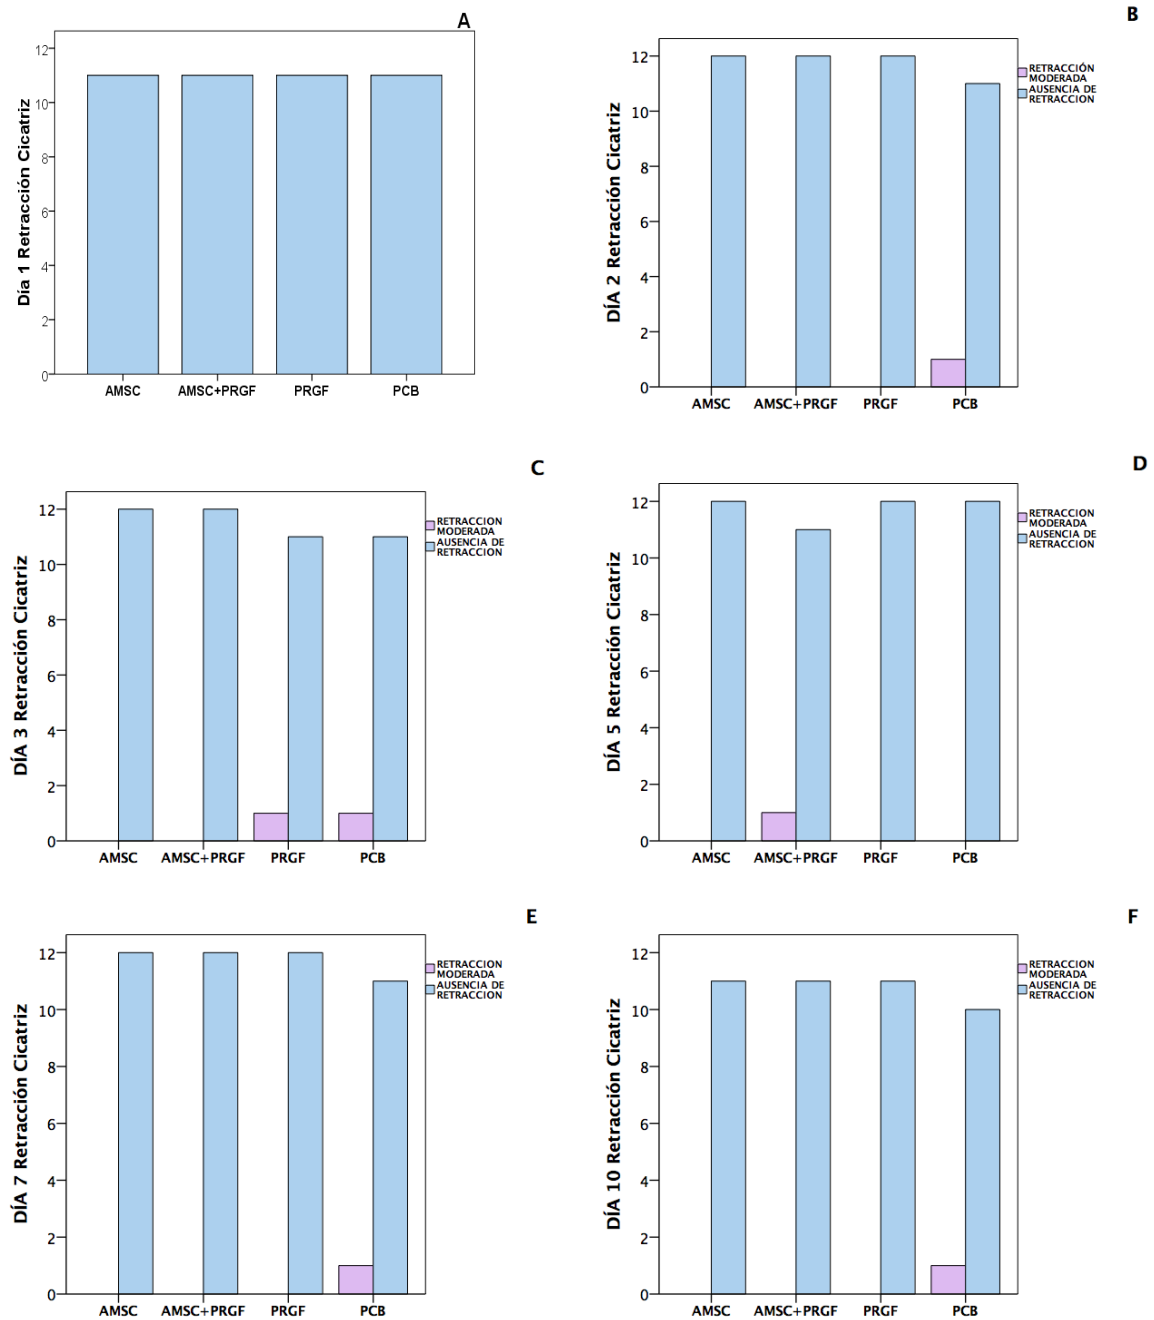 A
Día 1 Retracción Cicatriz
12
10
8
6
4
2
0
AMSC AMSC+PRGF PRGF PCB
B
DÍA 2 Retracción Cicatriz
12
10
8
6
4
2
0
AMSC AMSC+PRGF PRGF PCB
RETRACCIÓN
MODERADA
AUSENCIA DE
RETRACCION
C
DÍA 3 Retracción Cicatriz
12
10
8
6
4
2
0
AMSC AMSC+PRGF PRGF PCB
RETRACCION
MODERADA
AUSENCIA DE
RETRACCION
D
DÍA 5 Retracción Cicatriz
12
10
8
6
4
2
0
AMSC AMSC+PRGF PRGF PCB
RETRACCION
MODERADA
AUSENCIA DE
RETRACCION
E
DÍA 7 Retracción Cicatriz
12
10
8
6
4
2
0
AMSC AMSC+PRGF PRGF PCB
RETRACCION
MODERADA
AUSENCIA DE
RETRACCION
F
DÍA 10 Retracción Cicatriz
12
10
8
6
4
2
0
AMSC AMSC+PRGF PRGF PCB
RETRACCION
MODERADA
AUSENCIA DE
RETRACCION